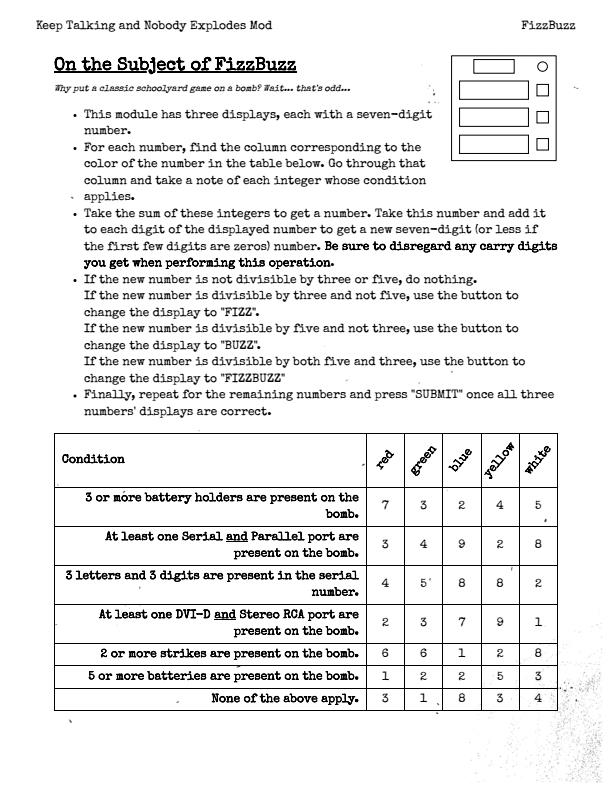 Keep Talking and Nobody Explodes Mod FizzBuzz
On the Subject of FizzBuzz
Why put a classic schoolyard game on a bomb? Wait... that's odd...
• This module has three displays, each with a seven-digit
number.
• For each number, find the column corresponding to the
color of the number in the table below. Go through that
column and take a note of each integer whose condition
applies.
• Take the sum of these integers to get a number. Take this number and add it
to each digit of the displayed number to get a new seven-digit (or less if
the first few digits are zeros) number. Be sure to disregard any carry digits
you get when performing this operation.
• If the new number is not divisible by three or five, do nothing.
If the new number is divisible by three and not five, use the button to
change the display to "FIZZ".
If the new number is divisible by five and not three, use the button to
change the display to "BUZZ".
If the new number is divisible by both five and three, use the button to
change the display to "FIZZBUZZ"
• Finally, repeat for the remaining numbers and press "SUBMIT" once all three
numbers' displays are correct.
Condition red green blue yellow white
3 or more battery holders are present on the
bomb. 7 3 2 4 5
At least one Serial and Parallel port are
present on the bomb. 3 4 9 2 8
3 letters and 3 digits are present in the serial
number. 4 5 8 8 2
At least one DVI-D and Stereo RCA port are
present on the bomb. 2 3 7 9 1
2 or more strikes are present on the bomb. 6 6 1 2 8
5 or more batteries are present on the bomb. 1 2 2 5 3
None of the above apply. 3 1 8 3 4